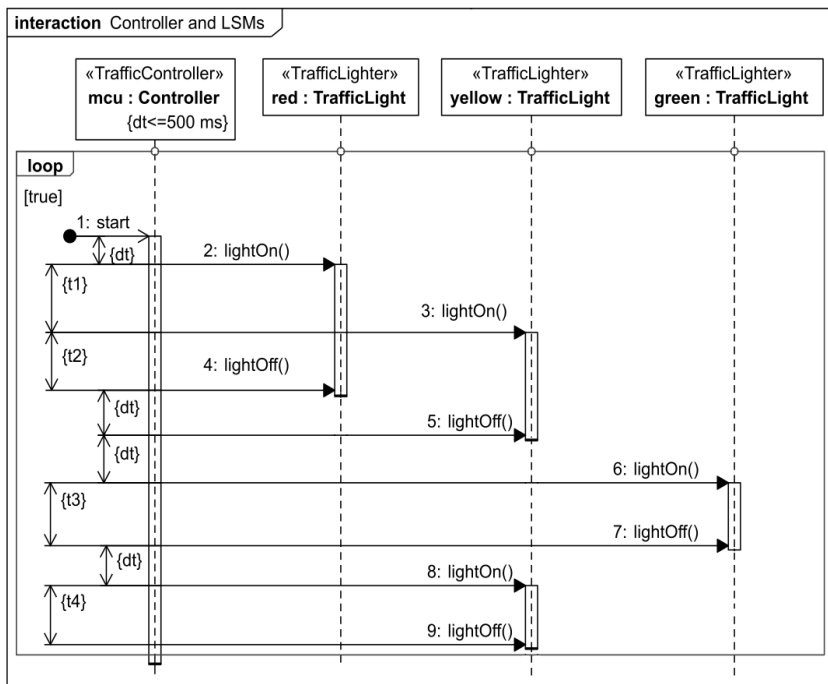 interaction Controller and LSMs
«TrafficController»
mcu : Controller
{dt<=500 ms}
«TrafficLighter»
red : TrafficLight
«TrafficLighter»
yellow : TrafficLight
«TrafficLighter»
green : TrafficLight
loop
[true]
1: start
{dt}
2: lightOn()
{t1}
3: lightOn()
{t2}
4: lightOff()
{dt}
5: lightOff()
{dt}
6: lightOn()
{t3}
7: lightOff()
{dt}
8: lightOn()
{t4}
9: lightOff()